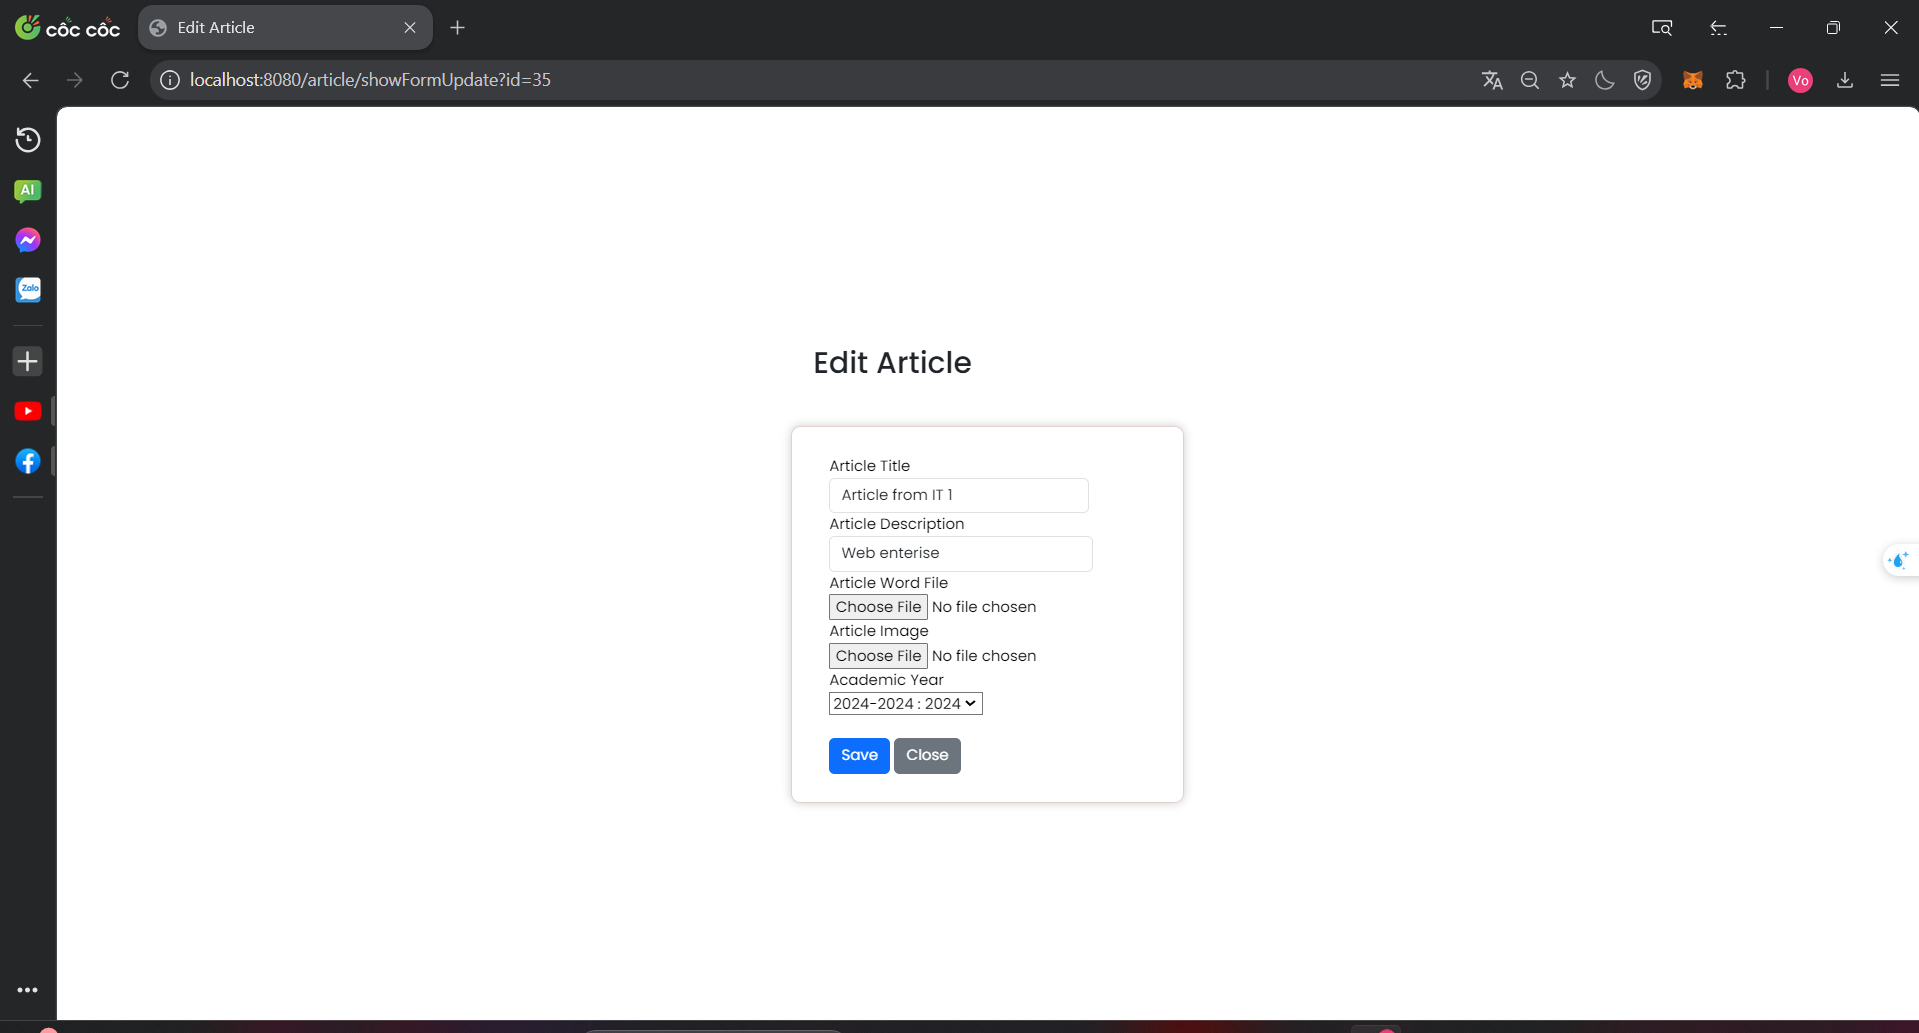 cốc cốc
Edit Article
localhost:8080/article/showFormUpdate?id=35
Vo
AI
Zalo
Edit Article
Article Title
Article from IT 1
Article Description
Web enterise
Article Word File
Choose File No file chosen
Article Image
Choose File No file chosen
Academic Year
2024-2024 : 2024
Save Close